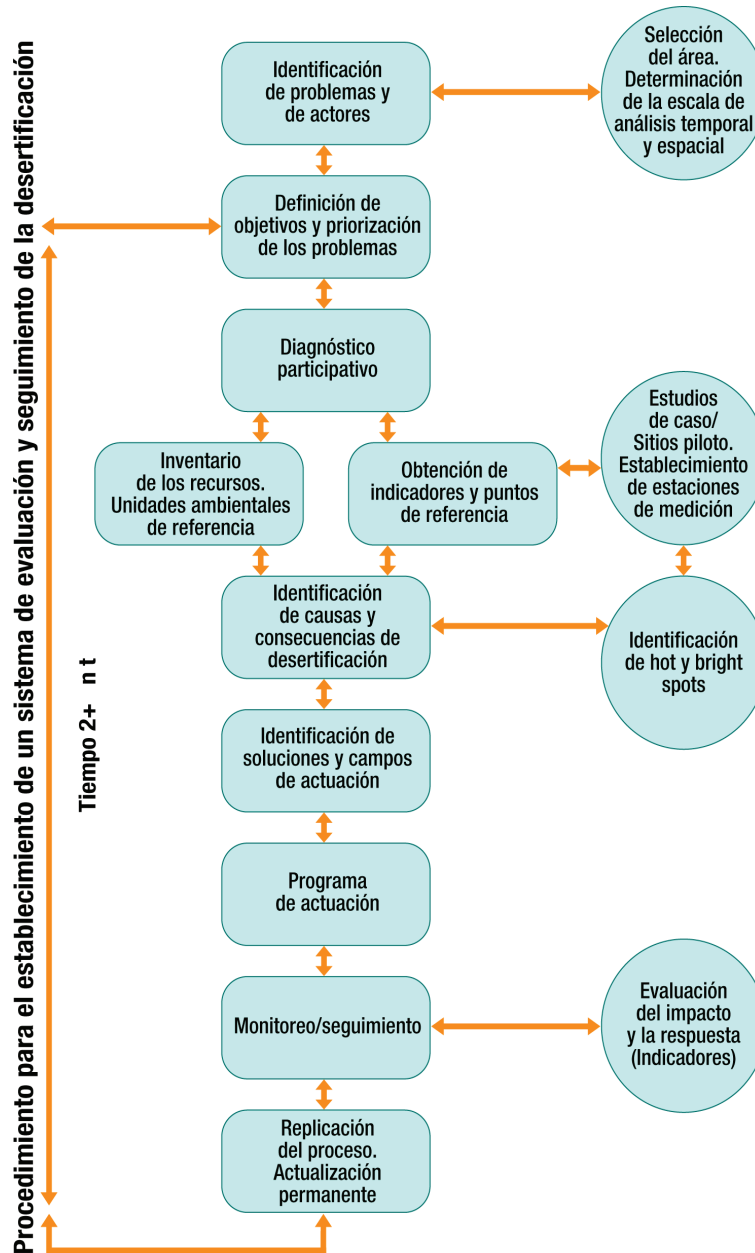 Procedimiento para el establecimiento de un sistema de evaluación y seguimiento de la desertificación
Tiempo 2+ n t
Identificación
de problemas y
de actores
Selección
del área.
Determinación
de la escala de
análisis temporal
y espacial
Definición de
objetivos y priorización
de los problemas
Diagnóstico
participativo
Inventario
de los recursos.
Unidades ambientales
de referencia
Obtención de
indicadores y puntos
de referencia
Estudios
de caso/
Sitios piloto.
Establecimiento
de estaciones
de medición
Identificación
de causas y
consecuencias de
desertificación
Identificación
de hot y bright
spots
Identificación de
soluciones y campos
de actuación
Programa
de actuación
Monitoreo/seguimiento
Evaluación
del impacto
y la respuesta
(Indicadores)
Replicación
del proceso.
Actualización
permanente